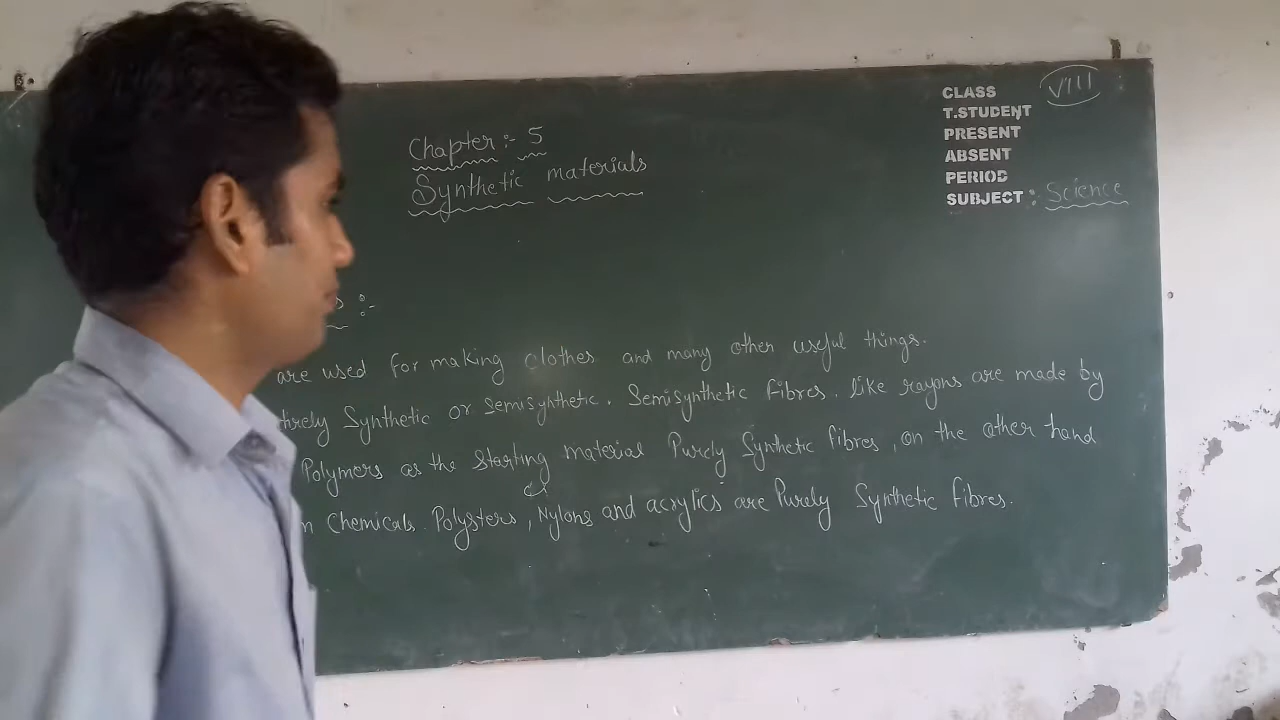 Chapter :- 5
Synthetic materials
CLASS VIII
T.STUDENT
PRESENT
ABSENT
PERIOD
SUBJECT : Science
s :-
are used for making clothes and many other useful things.
tirely Synthetic or semisynthetic. Semisynthetic fibres. like rayons are made by
Polymers as the starting material Purely Synthetic fibres, on the other hand
n Chemicals. Polysters, Nylons and acrylics are Purely Synthetic fibres.